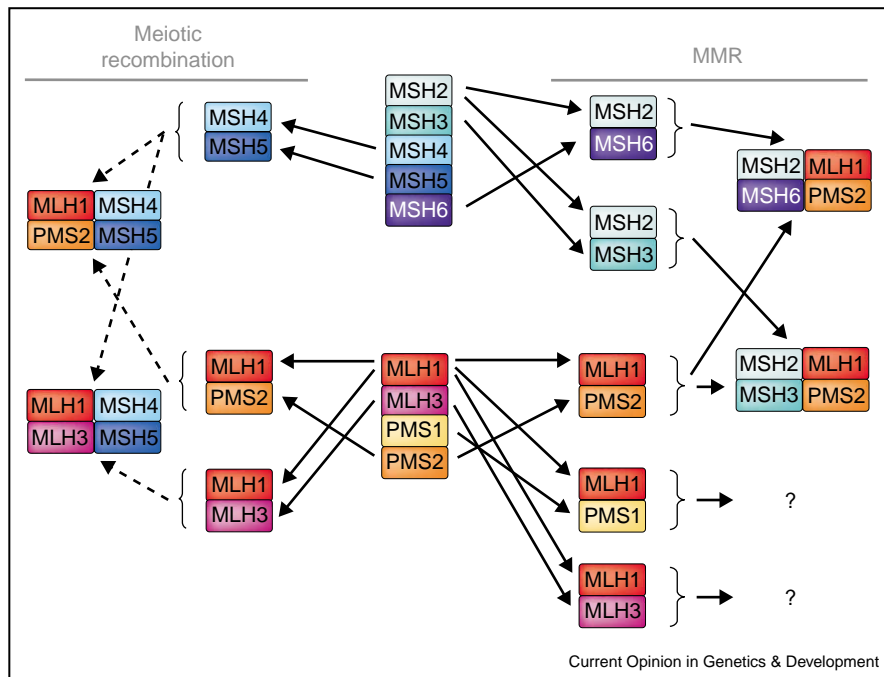 Meiotic
recombination
MMR
MSH4
MSH5
MSH2
MSH3
MSH4
MSH5
MSH6
MSH2
MSH6
MSH2 MLH1
MSH6 PMS2
MLH1 MSH4
PMS2 MSH5
MSH2
MSH3
MLH1
PMS2
MLH1
MLH3
PMS1
PMS2
MLH1
PMS2
MSH2 MLH1
MSH3 PMS2
MLH1 MSH4
MLH3 MSH5
MLH1
MLH3
MLH1
PMS1
?
MLH1
MLH3
?
Current Opinion in Genetics & Development